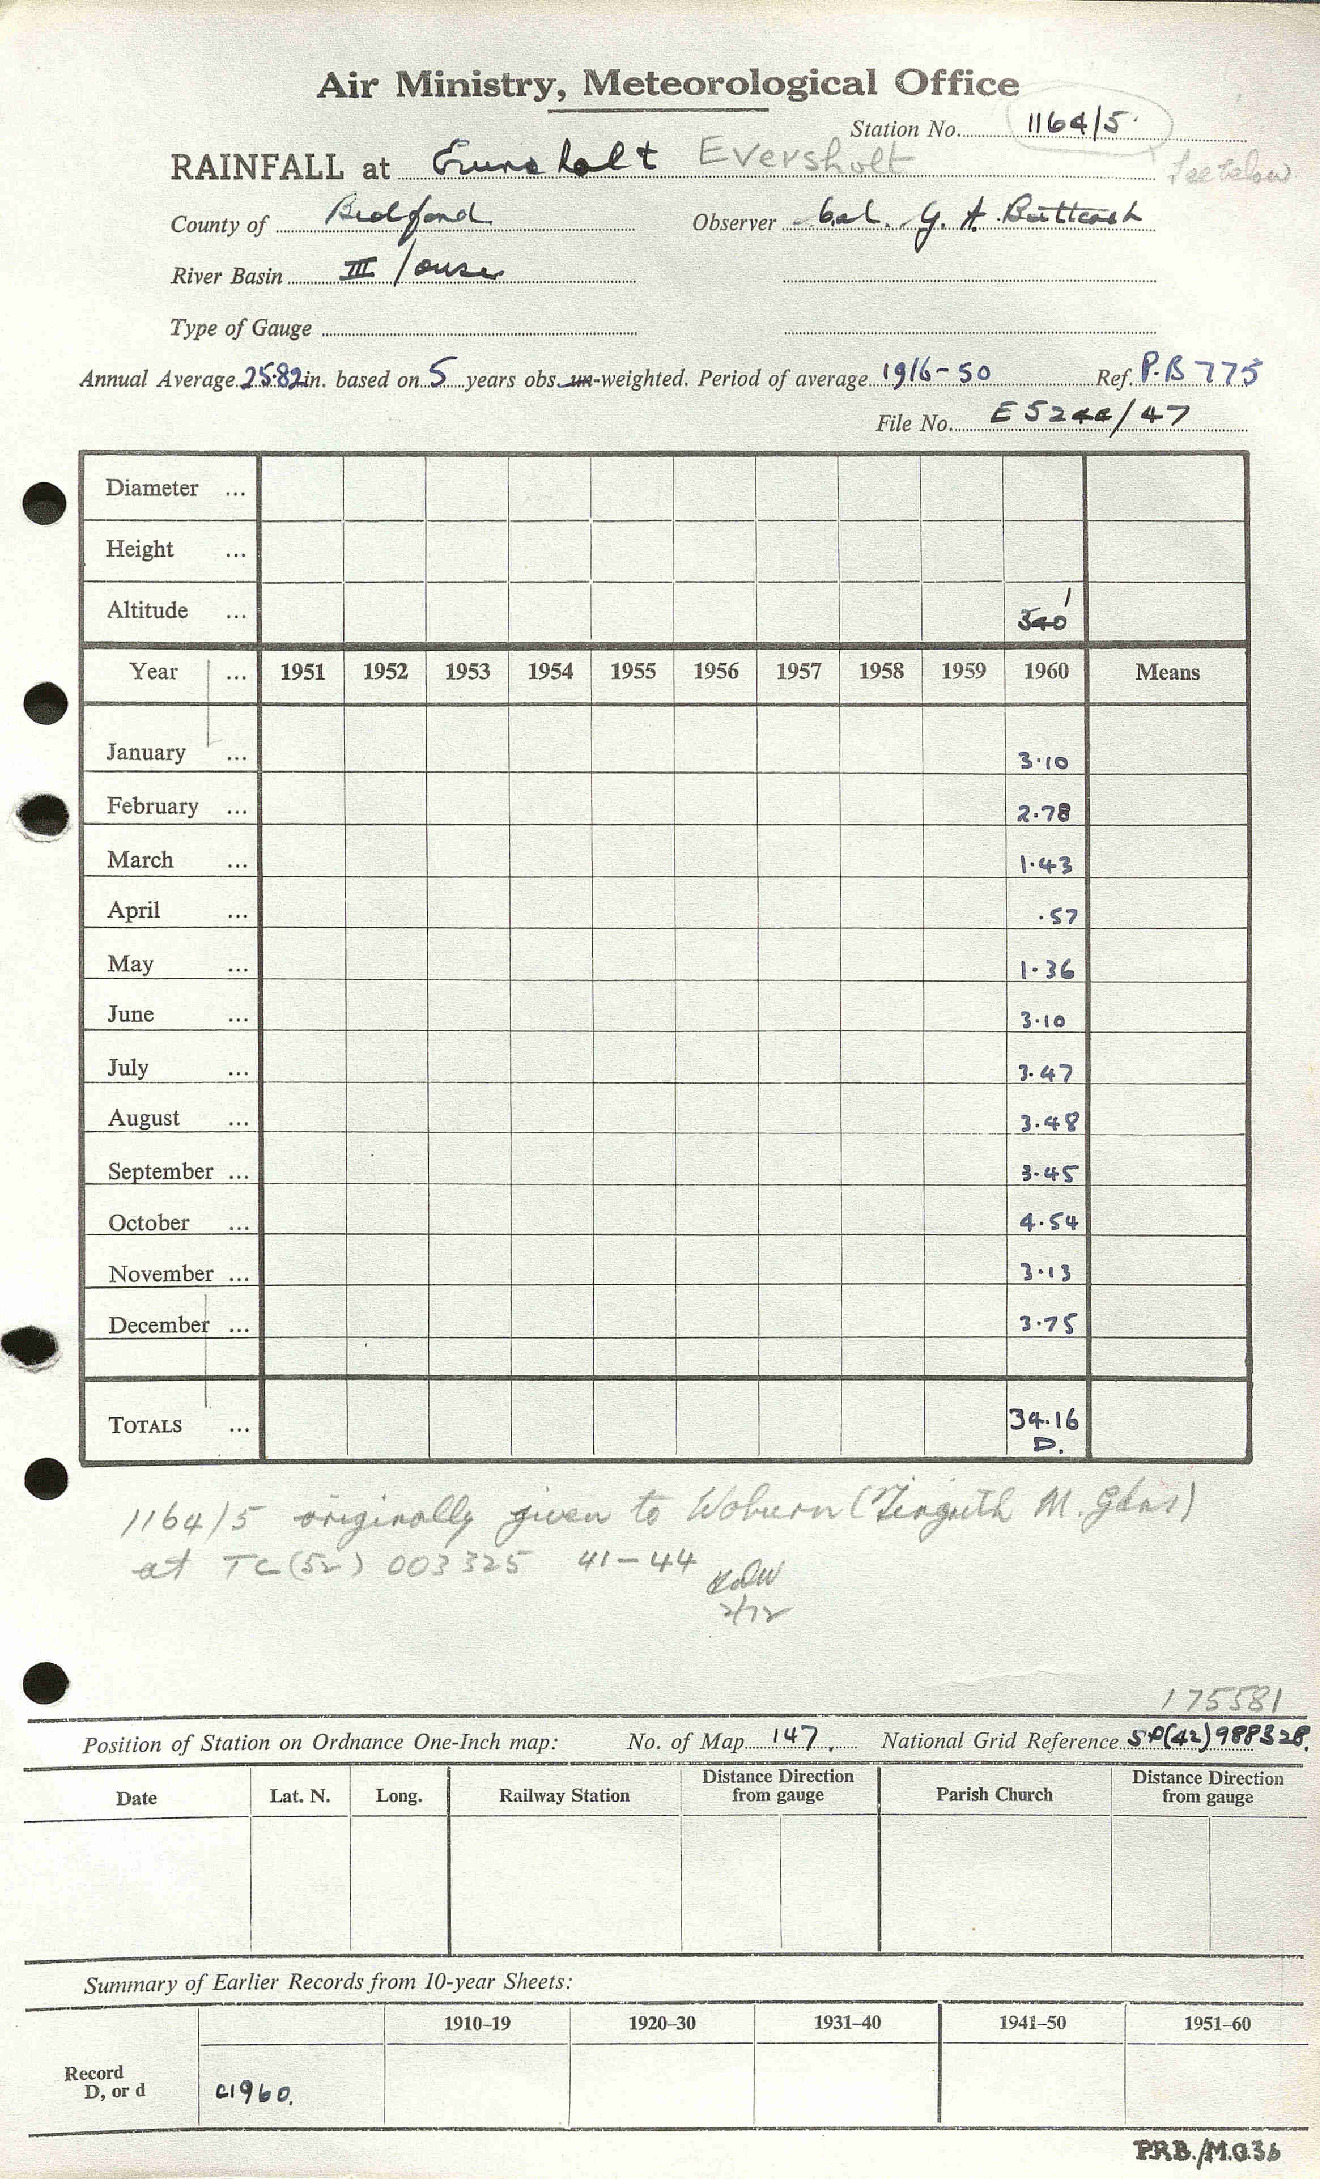 Air Ministry, Meteorological Office
Station No. 1164/5
RAINFALL at Eversholt Eversholt See below
County of Bedford Observer Col. G. A. Buttcash
River Basin III / ouse
Type of Gauge
Annual Average 25.82 in. based on 5 years obs. un-weighted. Period of average 1916-50 Ref. P.B 775
File No. E 5244/47
Diameter ...
Height ...
Altitude ... 340'
Year ... 1951 1952 1953 1954 1955 1956 1957 1958 1959 1960 Means
January ... 3.10
February ... 2.78
March ... 1.43
April ... .57
May ... 1.36
June ... 3.10
July ... 3.47
August ... 3.48
September ... 3.45
October ... 4.54
November ... 3.13
December ... 3.75
TOTALS ... 34.16
D.
1164/5 originally given to Woburn ( M. Gdns)
at TL(52) 003325 41-44
2/72
175581
Position of Station on Ordnance One-Inch map: No. of Map 147. National Grid Reference SP(42)988328.
Date Lat. N. Long. Railway Station Distance Direction from gauge Parish Church Distance Direction from gauge
Summary of Earlier Records from 10-year Sheets:
1910-19 1920-30 1931-40 1941-50 1951-60
Record
D, or d c1960.
PRB./M.O.36